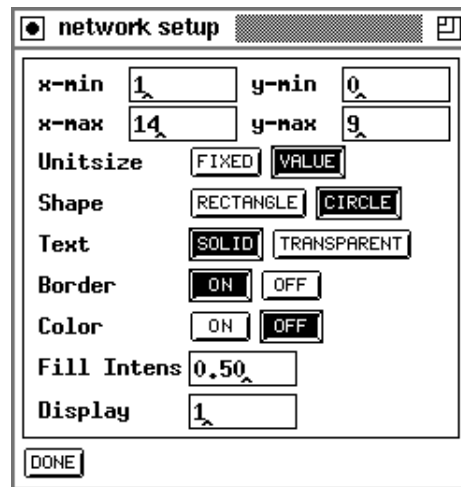 network setup
x-min 1 y-min 0
x-max 14 y-max 9
Unitsize FIXED VALUE
Shape RECTANGLE CIRCLE
Text SOLID TRANSPARENT
Border ON OFF
Color ON OFF
Fill Intens 0.50
Display 1
DONE